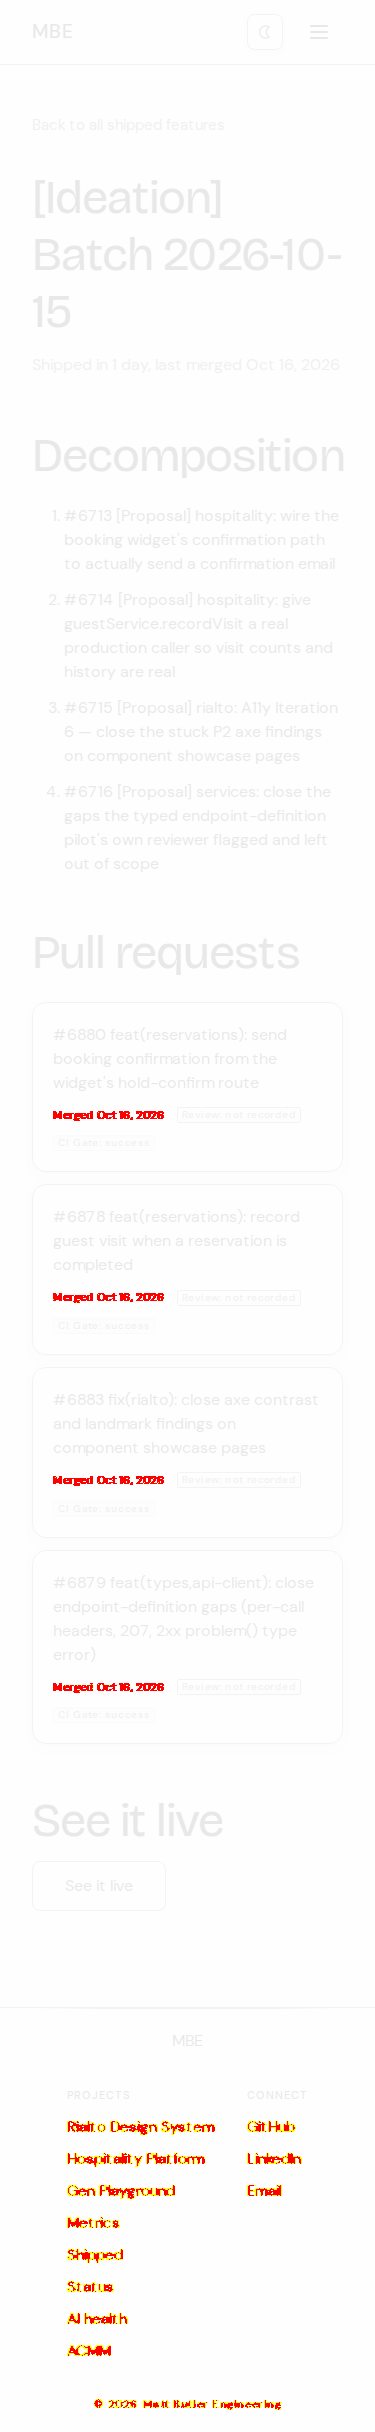 MBE
Back to all shipped features
[Ideation]
Batch 2026-10-
15
Shipped in 1 day, last merged Oct 16, 2026
Decomposition
1. #6713 [Proposal] hospitality: wire the
booking widget's confirmation path
to actually send a confirmation email
2. #6714 [Proposal] hospitality: give
guestService.recordVisit a real
production caller so visit counts and
history are real
3. #6715 [Proposal] rialto: A11y Iteration
6 — close the stuck P2 axe findings
on component showcase pages
4. #6716 [Proposal] services: close the
gaps the typed endpoint-definition
pilot's own reviewer flagged and left
out of scope
Pull requests
#6880 feat(reservations): send
booking confirmation from the
widget's hold-confirm route
Merged Oct 16, 2026 Review: not recorded
CI Gate: success
#6878 feat(reservations): record
guest visit when a reservation is
completed
Merged Oct 16, 2026 Review: not recorded
CI Gate: success
#6883 fix(rialto): close axe contrast
and landmark findings on
component showcase pages
Merged Oct 16, 2026 Review: not recorded
CI Gate: success
#6879 feat(types,api-client): close
endpoint-definition gaps (per-call
headers, 207, 2xx problem() type
error)
Merged Oct 16, 2026 Review: not recorded
CI Gate: success
See it live
See it live
MBE
PROJECTS CONNECT
Rialto Design System GitHub
Hospitality Platform LinkedIn
Gen Playground Email
Metrics
Shipped
Status
AI health
ACMM
© 2026 Matt Butler Engineering